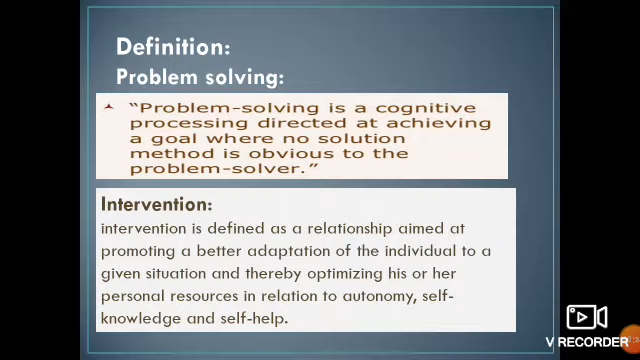 Definition:
Problem solving:
“Problem-solving is a cognitive
processing directed at achieving
a goal where no solution
method is obvious to the
problem-solver.”
Intervention:
intervention is defined as a relationship aimed at
promoting a better adaptation of the individual to a
given situation and thereby optimizing his or her
personal resources in relation to autonomy, self-
knowledge and self-help.
V RECORDER